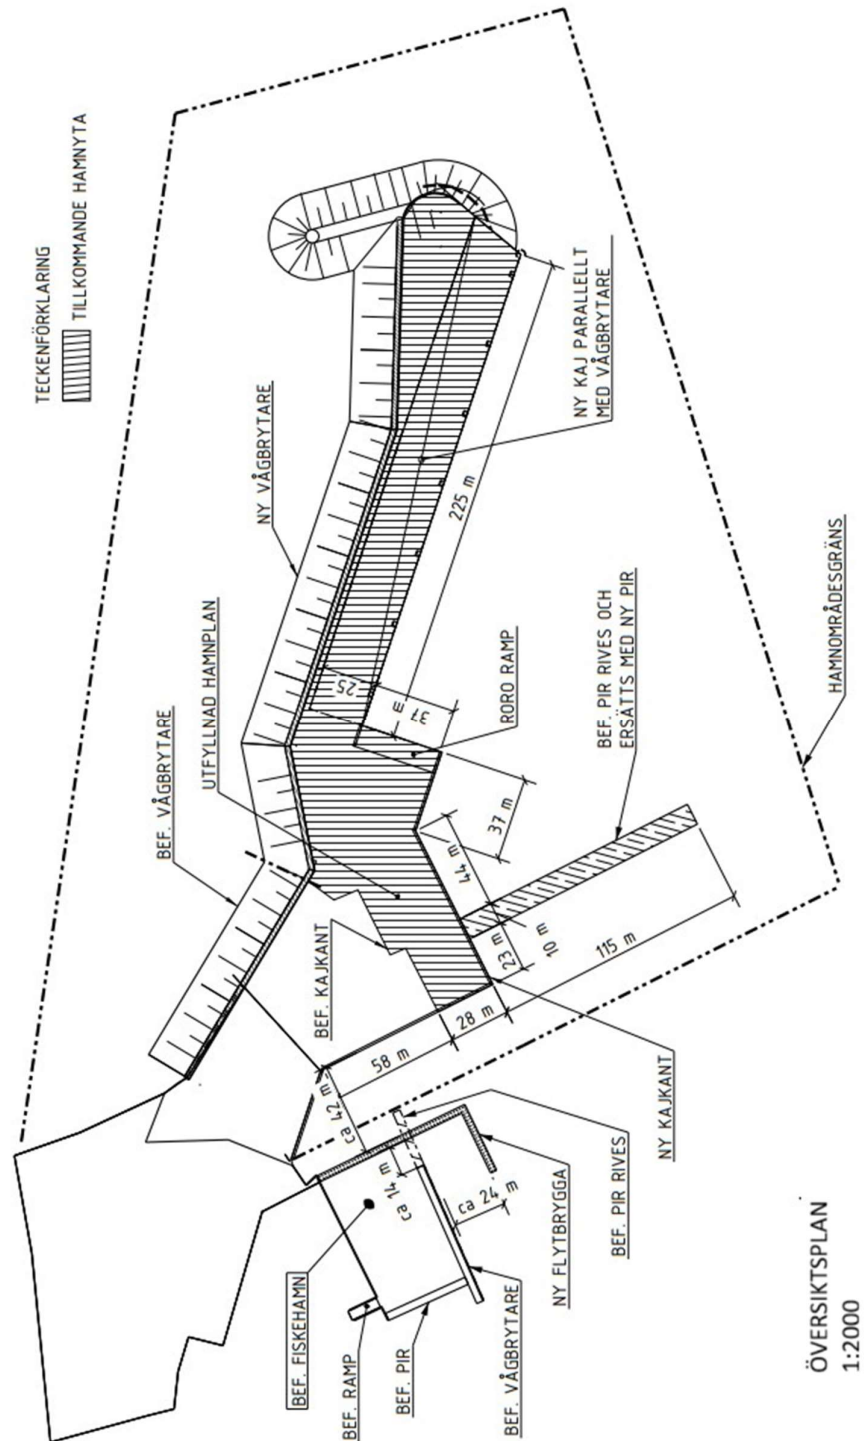 TECKENFÖRKLARING
TILLKOMMANDE HAMNYTA
NY VÅGBRYTARE
BEF. VÅGBRYTARE
UTFYLLNAD HAMNPLAN
BEF. KAJKANT
NY KAJ PARALLELLT
MED VÅGBRYTARE
225 m
25
37 m
RORO RAMP
37 m
44 m
BEF. PIR RIVES OCH
ERSÄTTS MED NY PIR
HAMNOMRÅDESGRÄNS
23 m
10 m
115 m
28 m
58 m
ca 42 m
NY KAJKANT
ca 14 m
ca 24 m
BEF. PIR RIVES
NY FLYTBRYGGA
BEF. FISKEHAMN
BEF. RAMP
BEF. PIR
BEF. VÅGBRYTARE
ÖVERSIKTSPLAN
1:2000